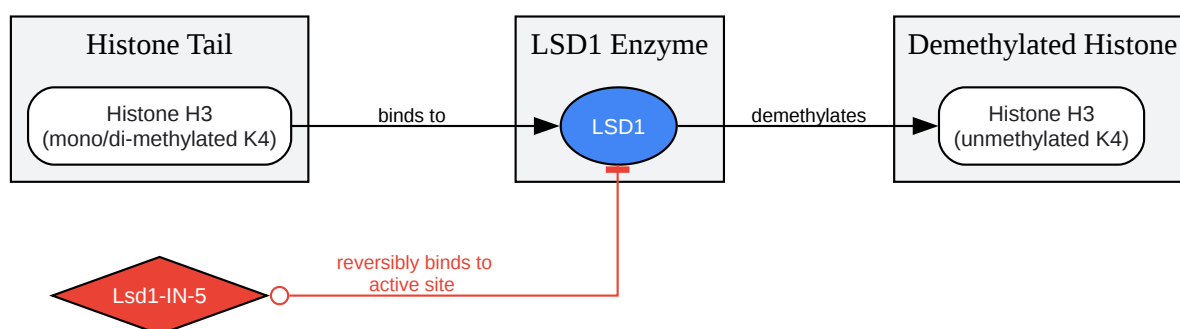 Histone Tail
LSD1 Enzyme
Demethylated Histone
Histone H3
(mono/di-methylated K4)
binds to
LSD1
demethylates
Histone H3
(unmethylated K4)
reversibly binds to
active site
Lsd1-IN-5